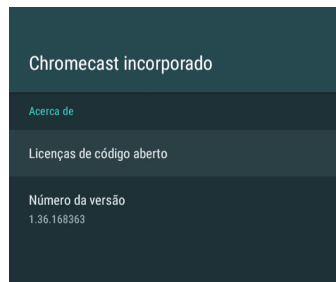 Chromecast incorporado
Acerca de
Licenças de código aberto
Número da versão
1.36.168363